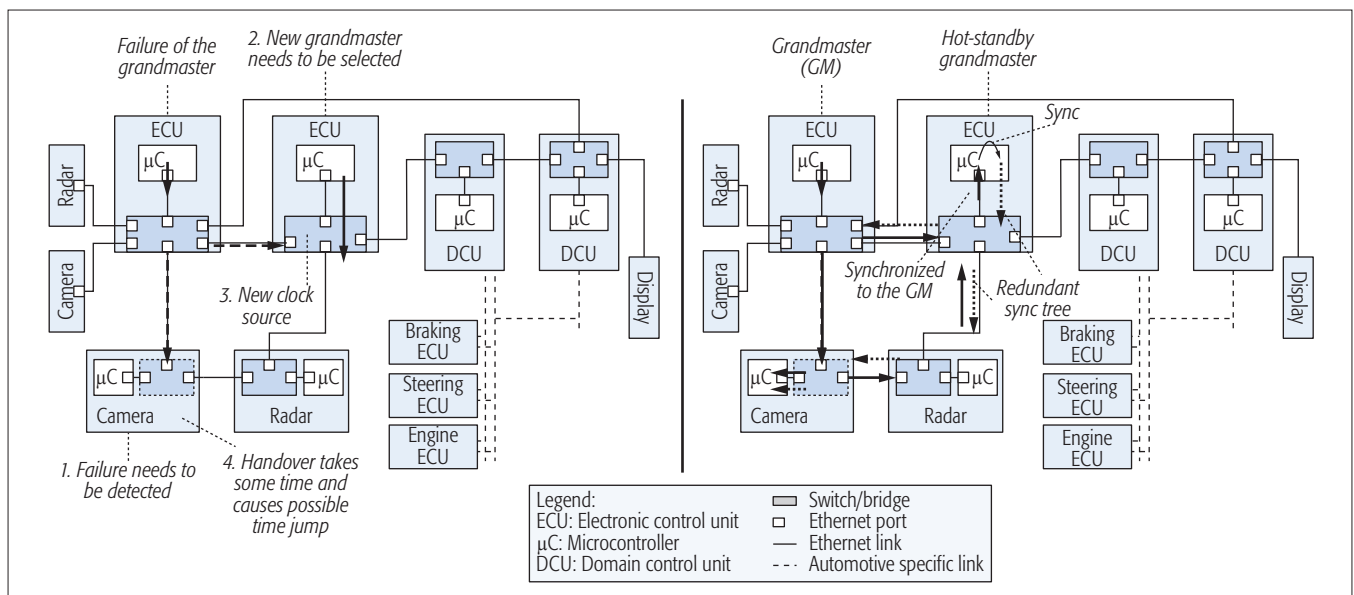 Failure of the
grandmaster
2. New grandmaster
needs to be selected
ECU
ECU
μC
μC
Radar
Camera
μC
DCU
μC
DCU
Display
3. New clock
source
Braking
ECU
Steering
ECU
Engine
ECU
μC
Camera
μC
Radar
1. Failure needs to
be detected
4. Handover takes
some time and
causes possible
time jump
Grandmaster
(GM)
Hot-standby
grandmaster
Sync
ECU
ECU
μC
μC
Radar
Camera
μC
DCU
μC
DCU
Display
Synchronized
to the GM
Redundant
sync tree
Braking
ECU
Steering
ECU
Engine
ECU
μC
Camera
μC
Radar
Legend:
ECU: Electronic control unit
μC: Microcontroller
DCU: Domain control unit
Switch/bridge
Ethernet port
Ethernet link
Automotive specific link